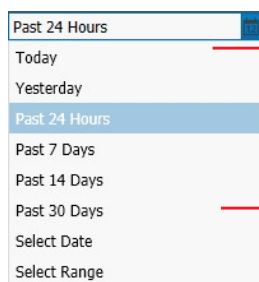 Past 24 Hours
Today
Yesterday
Past 24 Hours
Past 7 Days
Past 14 Days
Past 30 Days
Select Date
Select Range